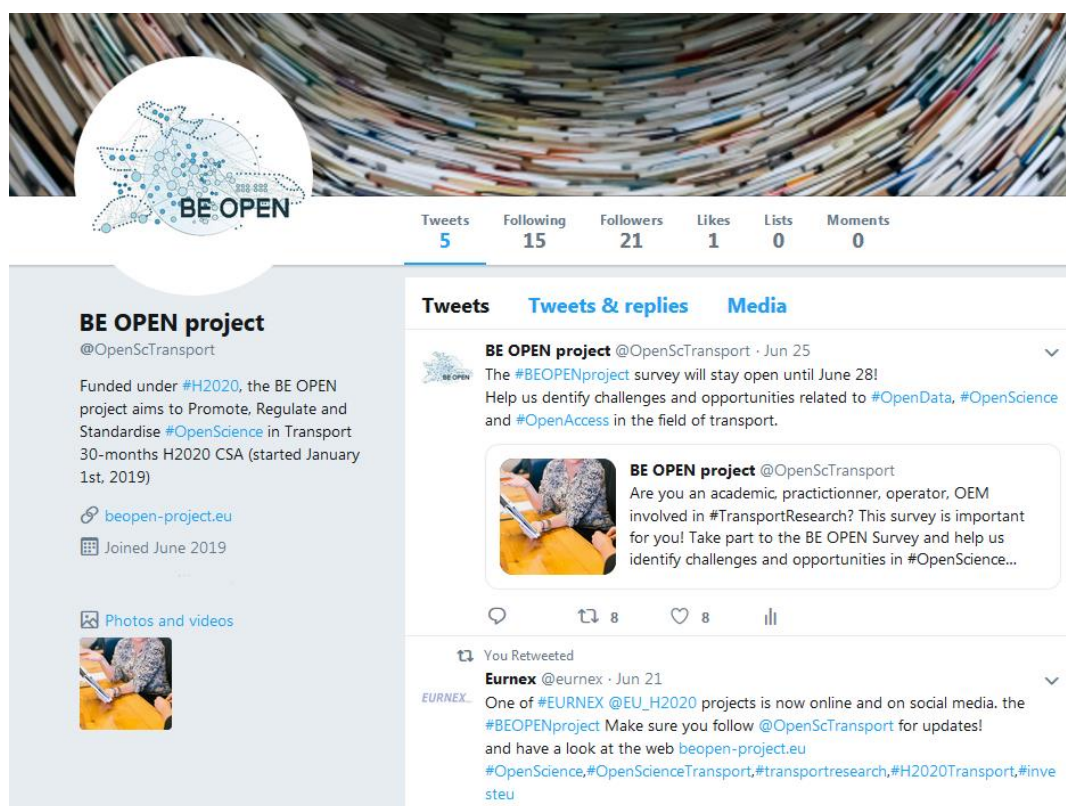 BE OPEN
Tweets Following Followers Likes Lists Moments
5 15 21 1 0 0
BE OPEN project
@OpenScTransport
Funded under #H2020, the BE OPEN
project aims to Promote, Regulate and
Standardise #OpenScience in Transport
30-months H2020 CSA (started January
1st, 2019)
beopen-project.eu
Joined June 2019
Photos and videos
Tweets Tweets & replies Media
BE OPEN project @OpenScTransport · Jun 25
BE OPEN
The #BEOPENproject survey will stay open until June 28!
Help us dentify challenges and opportunities related to #OpenData, #OpenScience
and #OpenAccess in the field of transport.
BE OPEN project @OpenScTransport
Are you an academic, practictionner, operator, OEM
involved in #TransportResearch? This survey is important
for you! Take part to the BE OPEN Survey and help us
identify challenges and opportunities in #OpenScience...
8 8
You Retweeted
Eurnex @eurnex · Jun 21
EURNEX
One of #EURNEX @EU_H2020 projects is now online and on social media. the
#BEOPENproject Make sure you follow @OpenScTransport for updates!
and have a look at the web beopen-project.eu
#OpenScience,#OpenScienceTransport,#transportresearch,#H2020Transport,#inve
steu